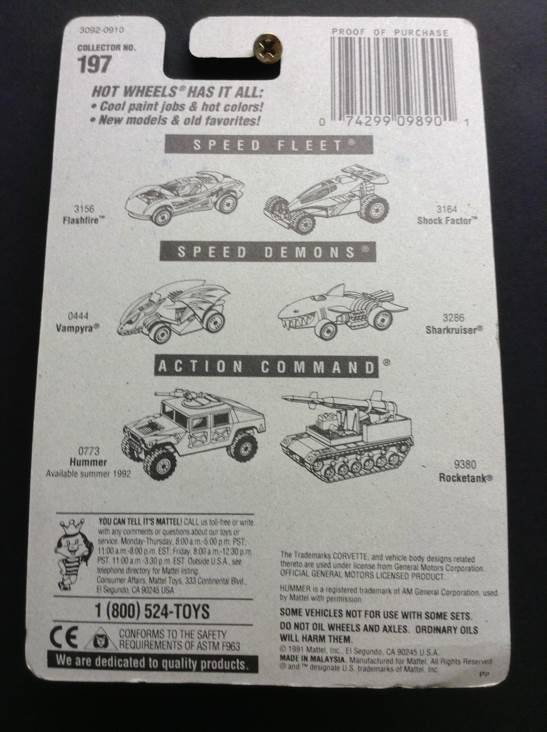 3092-0910
COLLECTOR NO.
197
PROOF OF PURCHASE
0 74299 09890 1
HOT WHEELS® HAS IT ALL:
• Cool paint jobs & hot colors!
• New models & old favorites!
SPEED FLEET®
3156
Flashfire™
3164
Shock Factor™
SPEED DEMONS®
0444
Vampyra®
3286
Sharkruiser®
ACTION COMMAND®
0773
Hummer
Available summer 1992
9380
Rocketank®
YOU CAN TELL IT'S MATTEL! CALL us toll-free or write
with any comments or questions about our toys or
service. Monday-Thursday, 8:00 a.m.-5:00 p.m. PST;
11:00 a.m.-8:00 p.m. EST. Friday, 8:00 a.m.-12:30 p.m.
PST, 11:00 a.m.-3:30 p.m. EST. Outside U.S.A., see
telephone directory for Mattel listing.
Consumer Affairs, Mattel Toys, 333 Continental Blvd.,
El Segundo, CA 90245 USA
1 (800) 524-TOYS
CE
CONFORMS TO THE SAFETY
REQUIREMENTS OF ASTM F963
We are dedicated to quality products.
The Trademarks CORVETTE, and vehicle body designs related
thereto are used under license from General Motors Corporation.
OFFICIAL GENERAL MOTORS LICENSED PRODUCT.
HUMMER is a registered trademark of AM General Corporation, used
by Mattel with permission.
SOME VEHICLES NOT FOR USE WITH SOME SETS.
DO NOT OIL WHEELS AND AXLES. ORDINARY OILS
WILL HARM THEM.
© 1991 Mattel, Inc., El Segundo, CA 90245 U.S.A.
MADE IN MALAYSIA. Manufactured for Mattel. All Rights Reserved
® and ™ designate U.S. trademarks of Mattel, Inc.
PP